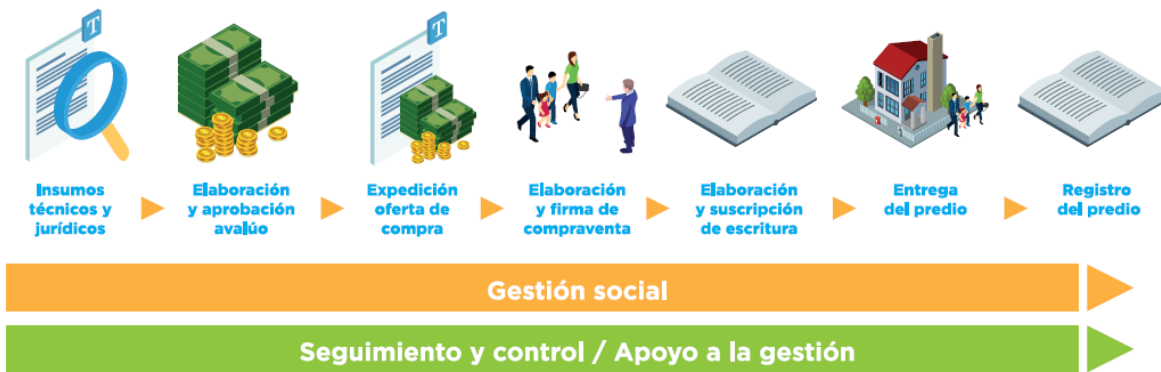 T
T
Insumos
técnicos y
jurídicos
Elaboración
y aprobación
avalúo
Expedición
oferta de
compra
Elaboración
y firma de
compraventa
Elaboración
y suscripción
de escritura
Entrega
del predio
Registro
del predio
Gestión social
Seguimiento y control / Apoyo a la gestión